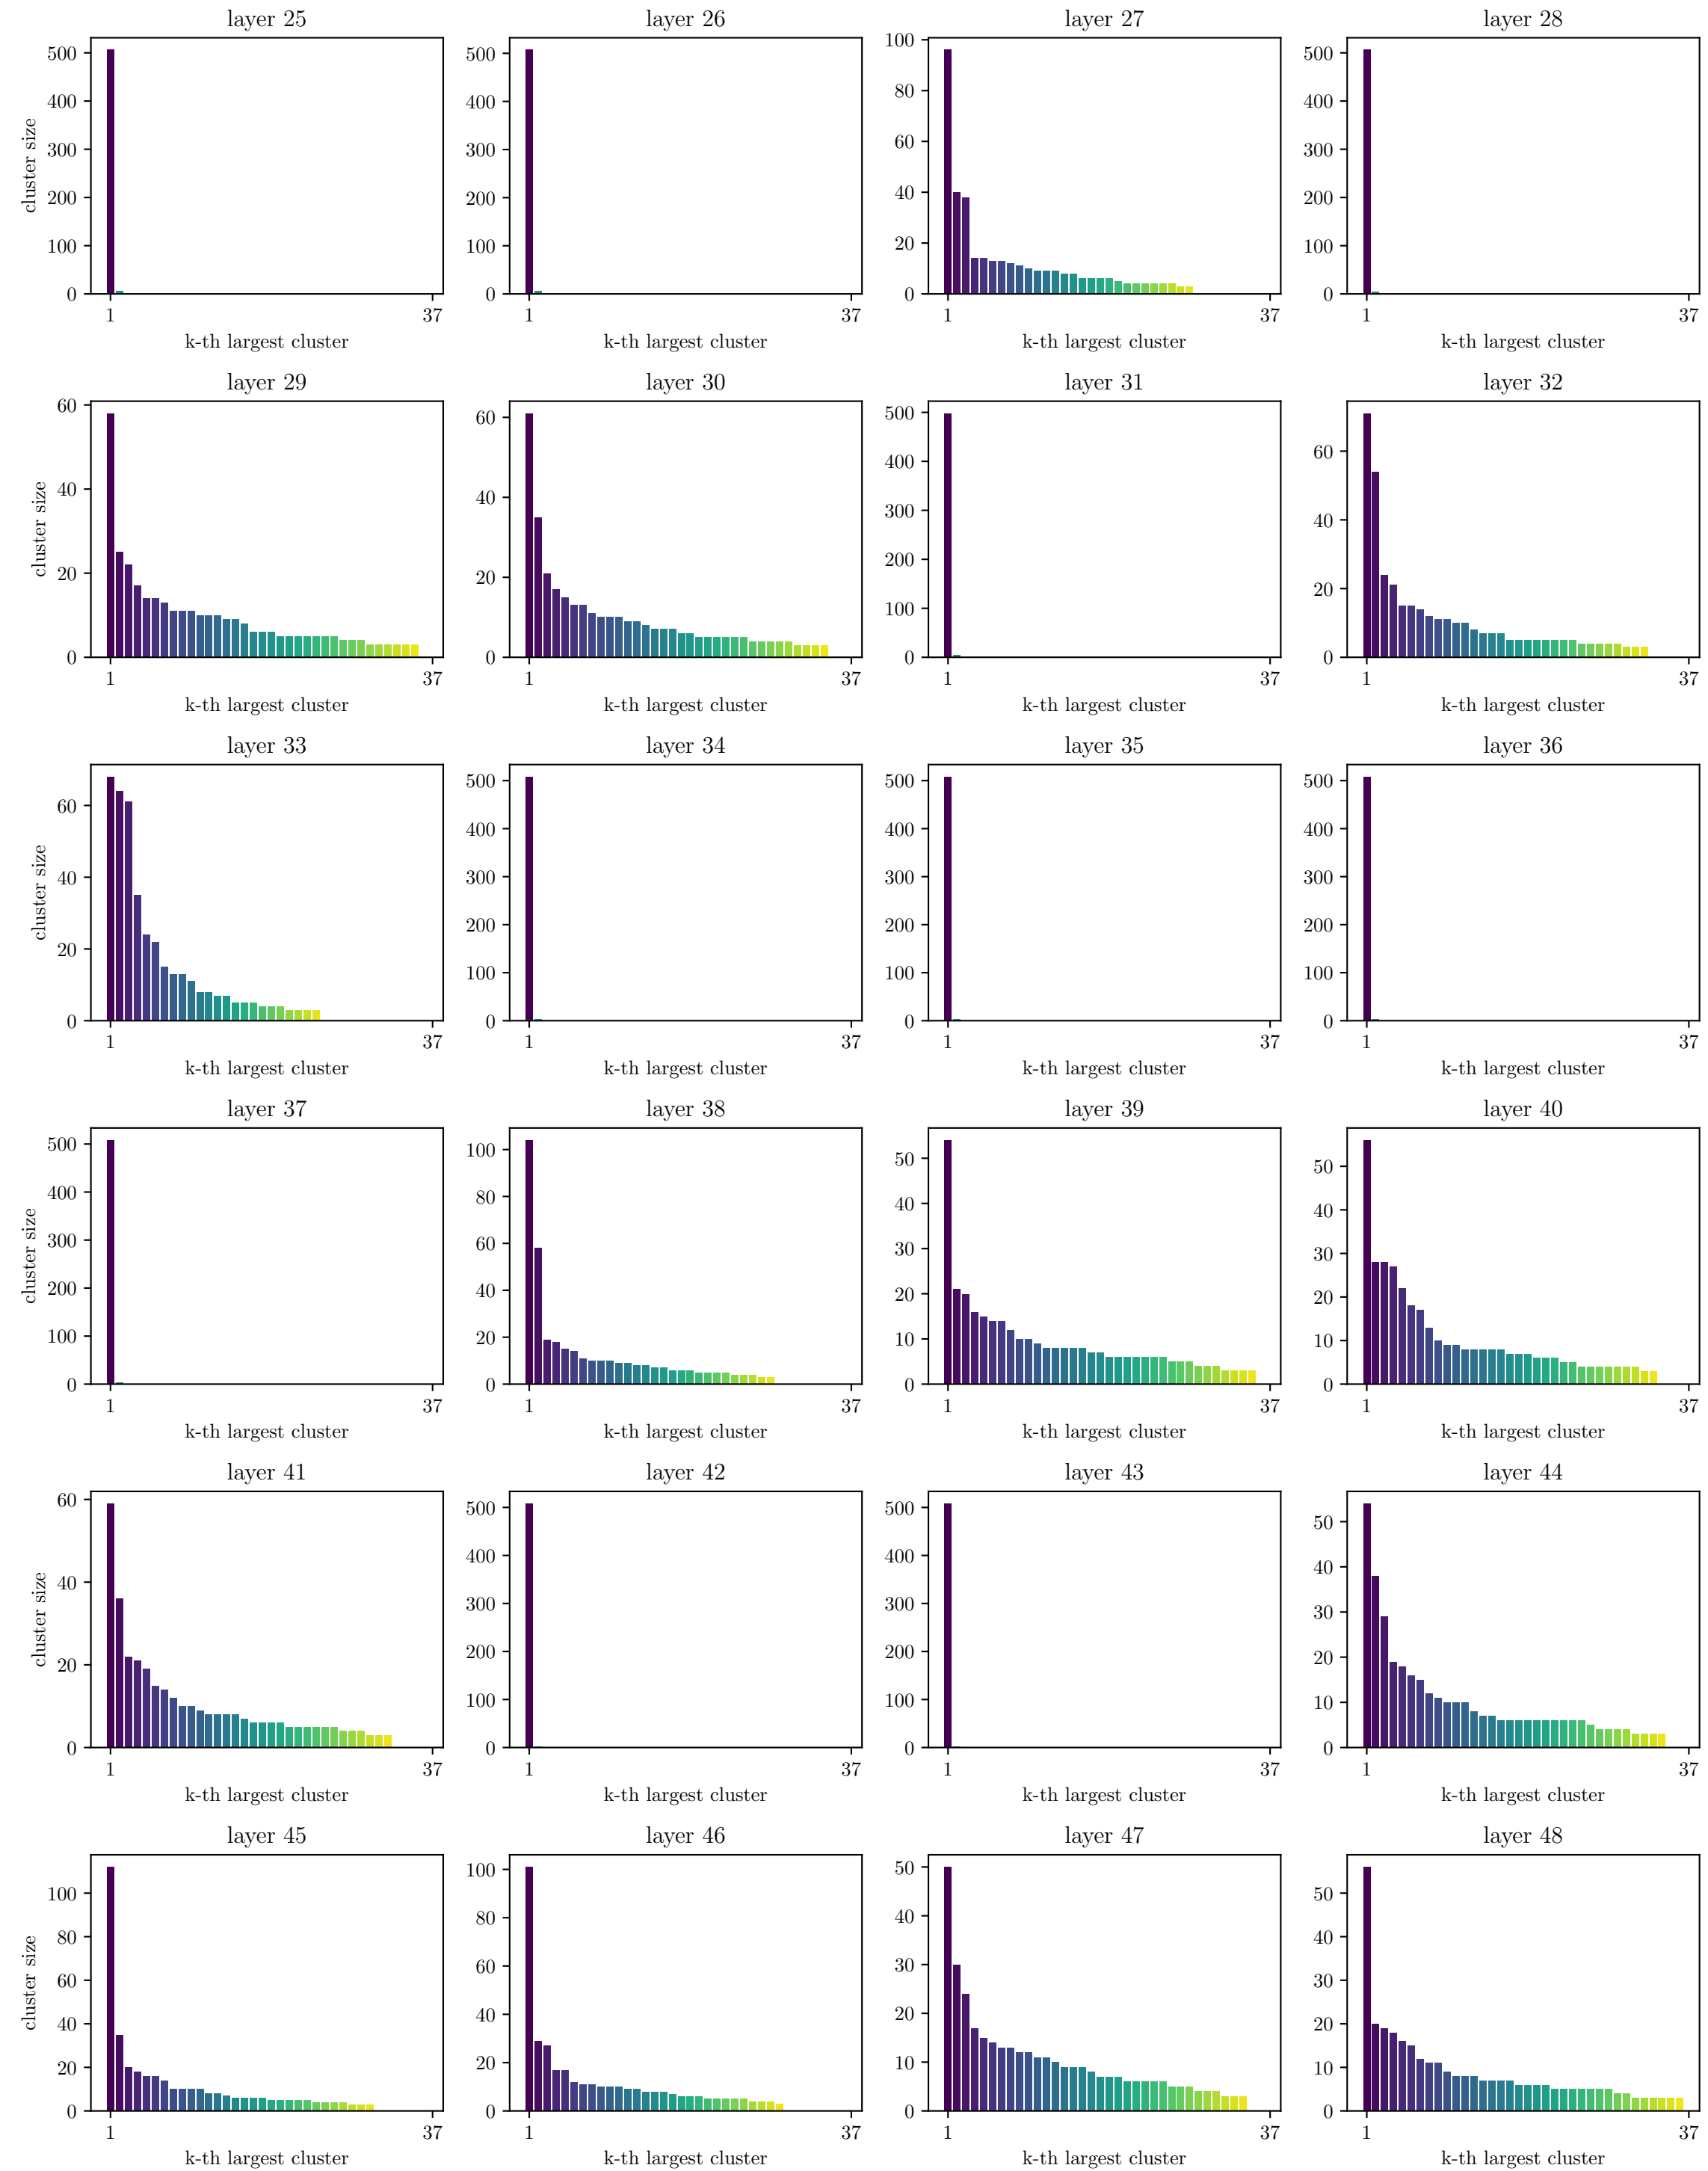 layer 25
layer 26
layer 27
layer 28
cluster size
500
400
300
200
100
0
500
400
300
200
100
0
100
80
60
40
20
0
500
400
300
200
100
0
1 37
1 37
1 37
1 37
k-th largest cluster
k-th largest cluster
k-th largest cluster
k-th largest cluster
layer 29
layer 30
layer 31
layer 32
cluster size
60
40
20
0
60
40
20
0
500
400
300
200
100
0
60
40
20
0
1 37
1 37
1 37
1 37
k-th largest cluster
k-th largest cluster
k-th largest cluster
k-th largest cluster
layer 33
layer 34
layer 35
layer 36
cluster size
60
40
20
0
500
400
300
200
100
0
500
400
300
200
100
0
500
400
300
200
100
0
1 37
1 37
1 37
1 37
k-th largest cluster
k-th largest cluster
k-th largest cluster
k-th largest cluster
layer 37
layer 38
layer 39
layer 40
cluster size
500
400
300
200
100
0
100
80
60
40
20
0
50
40
30
20
10
0
50
40
30
20
10
0
1 37
1 37
1 37
1 37
k-th largest cluster
k-th largest cluster
k-th largest cluster
k-th largest cluster
layer 41
layer 42
layer 43
layer 44
cluster size
60
40
20
0
500
400
300
200
100
0
500
400
300
200
100
0
50
40
30
20
10
0
1 37
1 37
1 37
1 37
k-th largest cluster
k-th largest cluster
k-th largest cluster
k-th largest cluster
layer 45
layer 46
layer 47
layer 48
cluster size
100
80
60
40
20
0
100
80
60
40
20
0
50
40
30
20
10
0
50
40
30
20
10
0
1 37
1 37
1 37
1 37
k-th largest cluster
k-th largest cluster
k-th largest cluster
k-th largest cluster